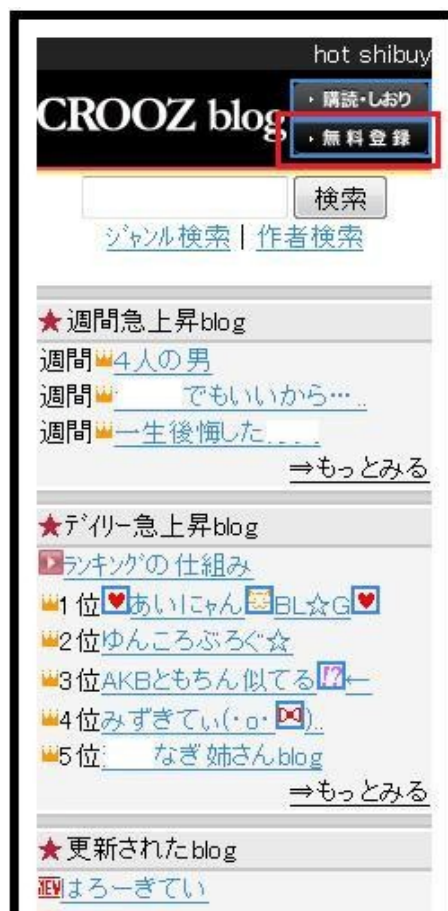 hot shibuy
CROOZ blog
・購読・しおり
・無料登録
検索
ｼﾞｬﾝﾙ検索 | 作者検索
★週間急上昇blog
週間 4人の男
週間 でもいいから…..
週間 一生後悔した
⇒もっとみる
★ﾃﾞｲﾘｰ急上昇blog
ﾗﾝｷﾝｸﾞの仕組み
1位♥あいにゃん BL☆G♥
2位ゆんころぶろぐ☆
3位AKBともちん似てる!?←
4位みずきてぃ(・o・ )..
5位 なぎ姉さんblog
⇒もっとみる
★更新されたblog
NEWはろーきてい